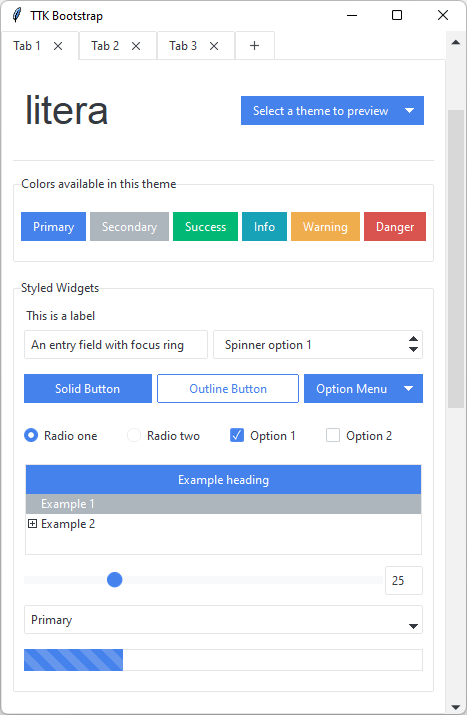 TTK Bootstrap
Tab 1 Tab 2 Tab 3
litera
Select a theme to preview
Colors available in this theme
Primary Secondary Success Info Warning Danger
Styled Widgets
This is a label
An entry field with focus ring Spinner option 1
Solid Button Outline Button Option Menu
Radio one Radio two Option 1 Option 2
Example heading
Example 1
Example 2
25
Primary